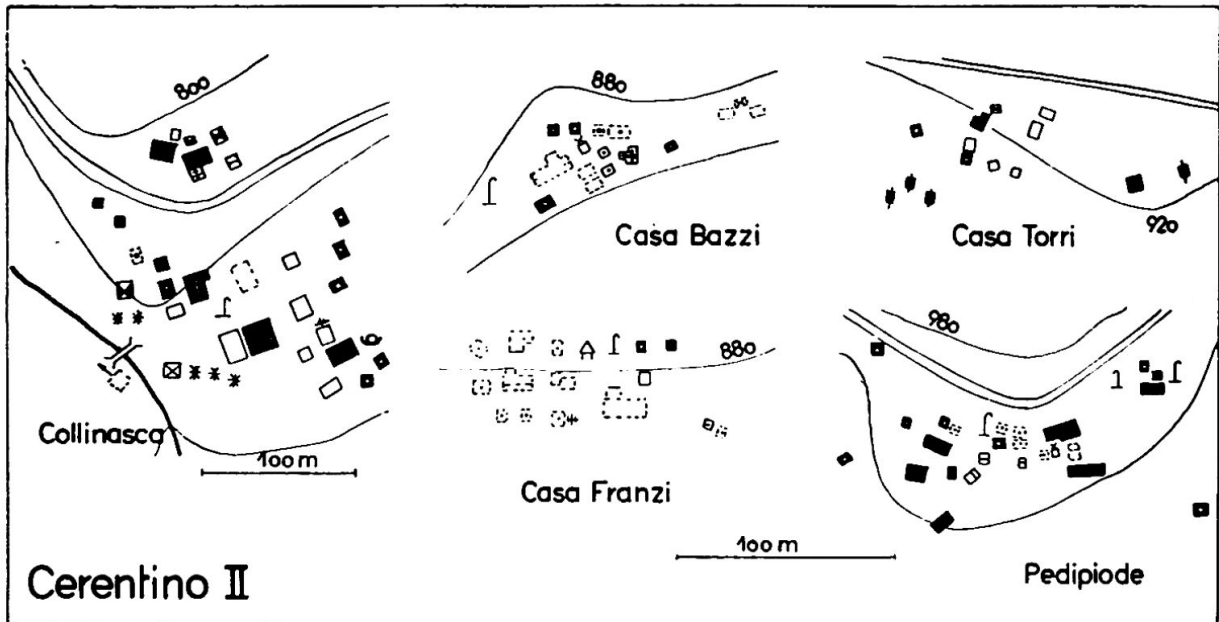 800
880
Casa Bazzi
Casa Torri
920
Collinasca
100 m
880
Casa Franzi
980
100 m
Pedipiode
Cerentino II